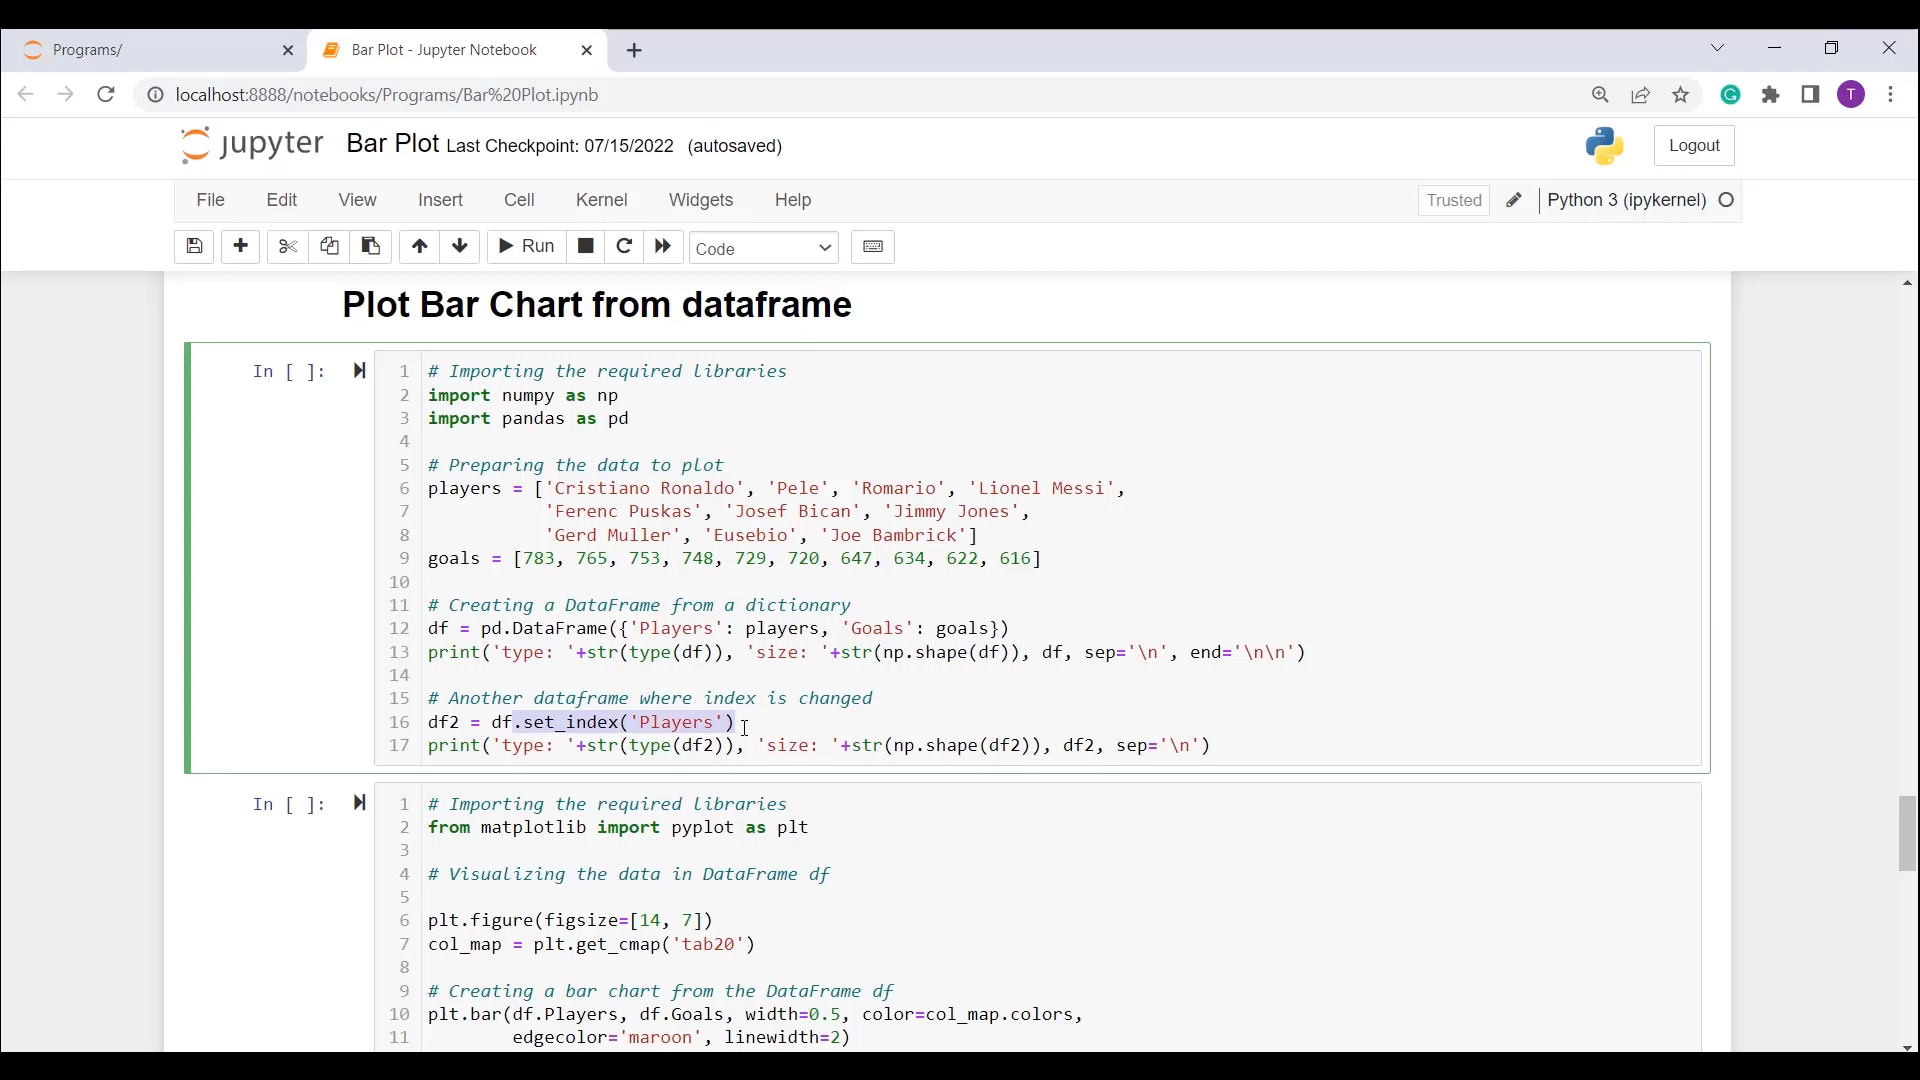 Programs/
Bar Plot - Jupyter Notebook
localhost:8888/notebooks/Programs/Bar%20Plot.ipynb
T
jupyter Bar Plot Last Checkpoint: 07/15/2022 (autosaved)
Logout
File Edit View Insert Cell Kernel Widgets Help
Trusted Python 3 (ipykernel)
Run
Code
Plot Bar Chart from dataframe
In [ ]:
1 # Importing the required libraries
2 import numpy as np
3 import pandas as pd
4
5 # Preparing the data to plot
6 players = ['Cristiano Ronaldo', 'Pele', 'Romario', 'Lionel Messi',
7 'Ferenc Puskas', 'Josef Bican', 'Jimmy Jones',
8 'Gerd Muller', 'Eusebio', 'Joe Bambrick']
9 goals = [783, 765, 753, 748, 729, 720, 647, 634, 622, 616]
10
11 # Creating a DataFrame from a dictionary
12 df = pd.DataFrame({'Players': players, 'Goals': goals})
13 print('type: '+str(type(df)), 'size: '+str(np.shape(df)), df, sep='\n', end='\n\n')
14
15 # Another dataframe where index is changed
16 df2 = df.set_index('Players')
17 print('type: '+str(type(df2)), 'size: '+str(np.shape(df2)), df2, sep='\n')
In [ ]:
1 # Importing the required libraries
2 from matplotlib import pyplot as plt
3
4 # Visualizing the data in DataFrame df
5
6 plt.figure(figsize=[14, 7])
7 col_map = plt.get_cmap('tab20')
8
9 # Creating a bar chart from the DataFrame df
10 plt.bar(df.Players, df.Goals, width=0.5, color=col_map.colors,
11 edgecolor='maroon', linewidth=2)